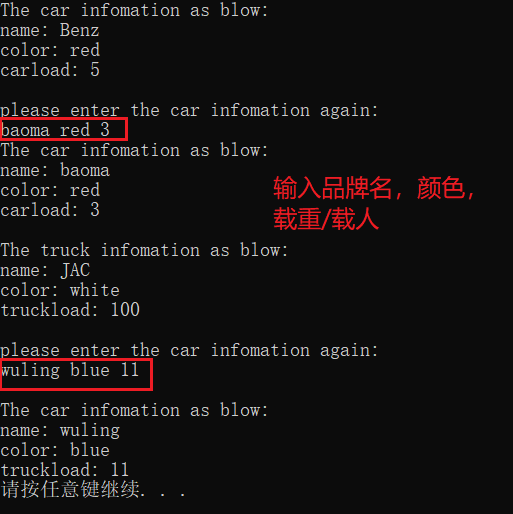 The car infomation as blow:
name: Benz
color: red
carload: 5
please enter the car infomation again:
baoma red 3
The car infomation as blow:
name: baoma
color: red
carload: 3
输入品牌名，颜色，
载重/载人
The truck infomation as blow:
name: JAC
color: white
truckload: 100
please enter the car infomation again:
wuling blue 11
The car infomation as blow:
name: wuling
color: blue
truckload: 11
请按任意键继续. . .